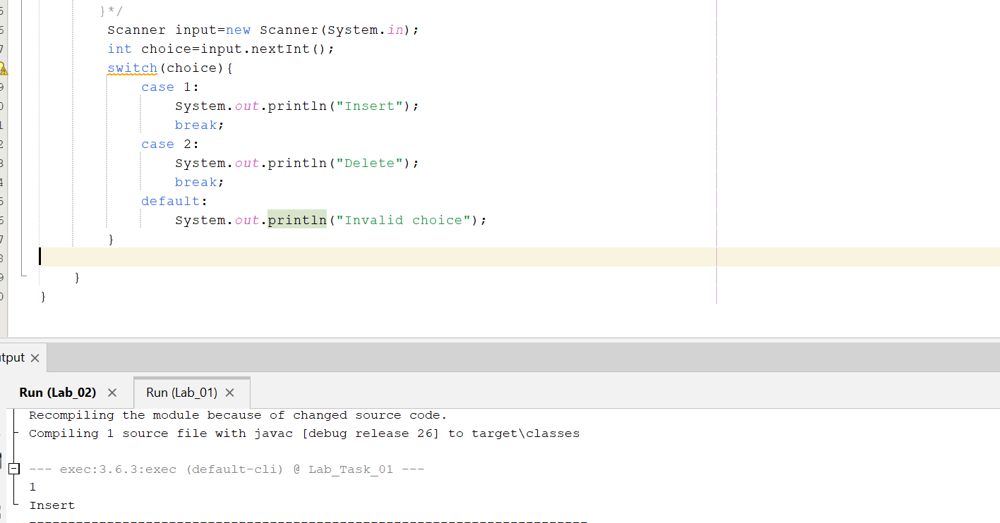 }*/
Scanner input=new Scanner(System.in);
int choice=input.nextInt();
switch(choice){
case 1:
System.out.println("Insert");
break;
case 2:
System.out.println("Delete");
break;
default:
System.out.println("Invalid choice");
}
}
}
Run (Lab_02) Run (Lab_01)
Recompiling the module because of changed source code.
Compiling 1 source file with javac [debug release 26] to target\classes
--- exec:3.6.3:exec (default-cli) @ Lab_Task_01 ---
1
Insert
------------------------------------------------------------------------